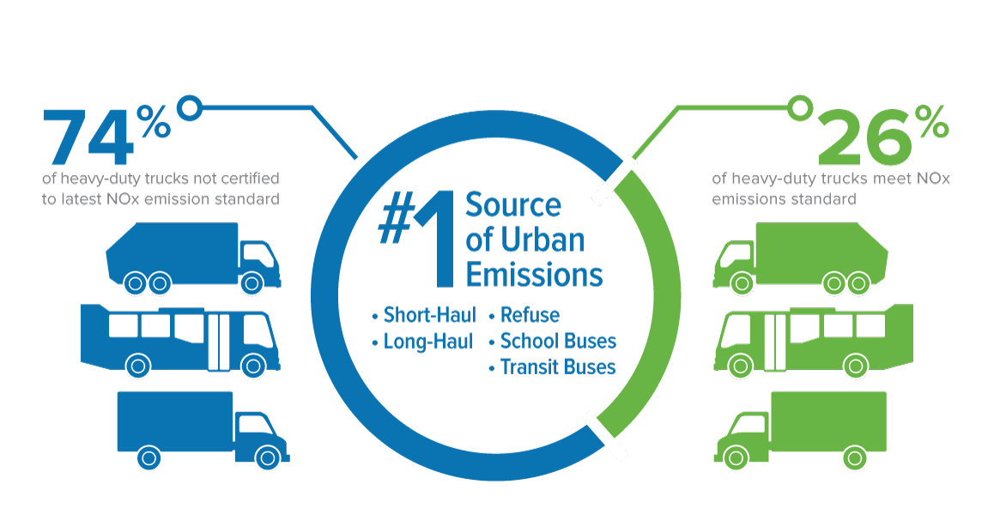 74%
of heavy-duty trucks not certified
to latest NOx emission standard
#1 Source
of Urban
Emissions
• Short-Haul
• Long-Haul
• Refuse
• School Buses
• Transit Buses
26%
of heavy-duty trucks meet NOx
emissions standard